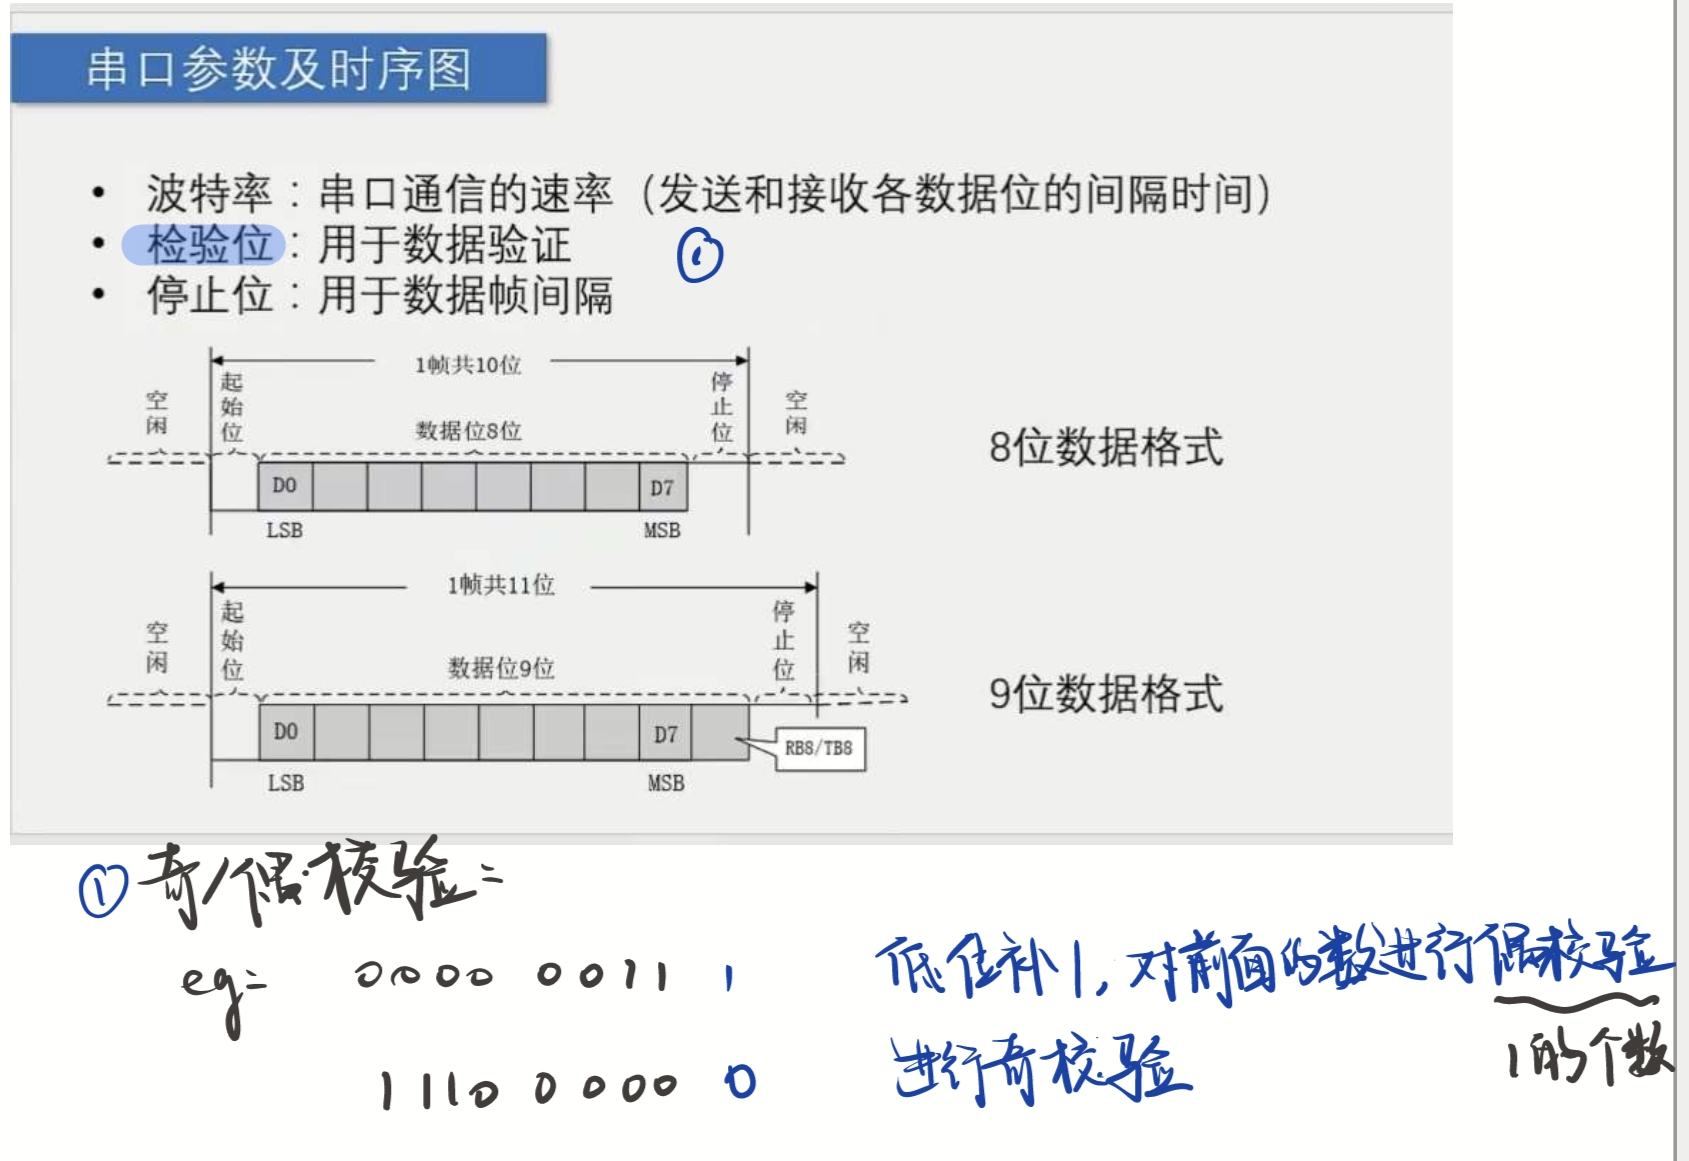 串口参数及时序图
• 波特率：串口通信的速率（发送和接收各数据位的间隔时间）
• 检验位：用于数据验证 ①
• 停止位：用于数据帧间隔
1帧共10位
空闲 起始位 数据位8位 停止位 空闲
8位数据格式
D0 D7
LSB MSB
1帧共11位
空闲 起始位 数据位9位 停止位 空闲
9位数据格式
D0 D7 RB8/TB8
LSB MSB
① 奇/偶校验：
eg: 0000 0011 1 低位补1，对前面的数进行偶校验
1的个数
1110 0000 0 进行奇校验